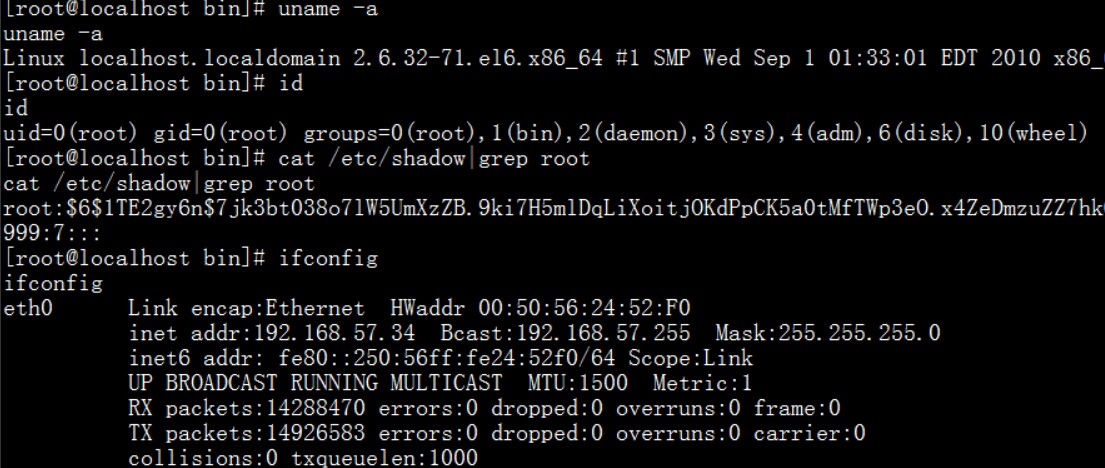 [root@localhost bin]# uname -a
uname -a
Linux localhost.localdomain 2.6.32-71.el6.x86_64 #1 SMP Wed Sep 1 01:33:01 EDT 2010 x86_
[root@localhost bin]# id
id
uid=0(root) gid=0(root) groups=0(root),1(bin),2(daemon),3(sys),4(adm),6(disk),10(wheel)
[root@localhost bin]# cat /etc/shadow|grep root
cat /etc/shadow|grep root
root:$6$1TE2gy6n$7jk3bt038o7lW5UmXzZB.9ki7H5mlDqLiXoitjOKdPpCK5a0tMfTWp3eO.x4ZeDmzuZZ7hk
999:7:::
[root@localhost bin]# ifconfig
ifconfig
eth0 Link encap:Ethernet HWaddr 00:50:56:24:52:F0
inet addr:192.168.57.34 Bcast:192.168.57.255 Mask:255.255.255.0
inet6 addr: fe80::250:56ff:fe24:52f0/64 Scope:Link
UP BROADCAST RUNNING MULTICAST MTU:1500 Metric:1
RX packets:14288470 errors:0 dropped:0 overruns:0 frame:0
TX packets:14926583 errors:0 dropped:0 overruns:0 carrier:0
collisions:0 txqueuelen:1000